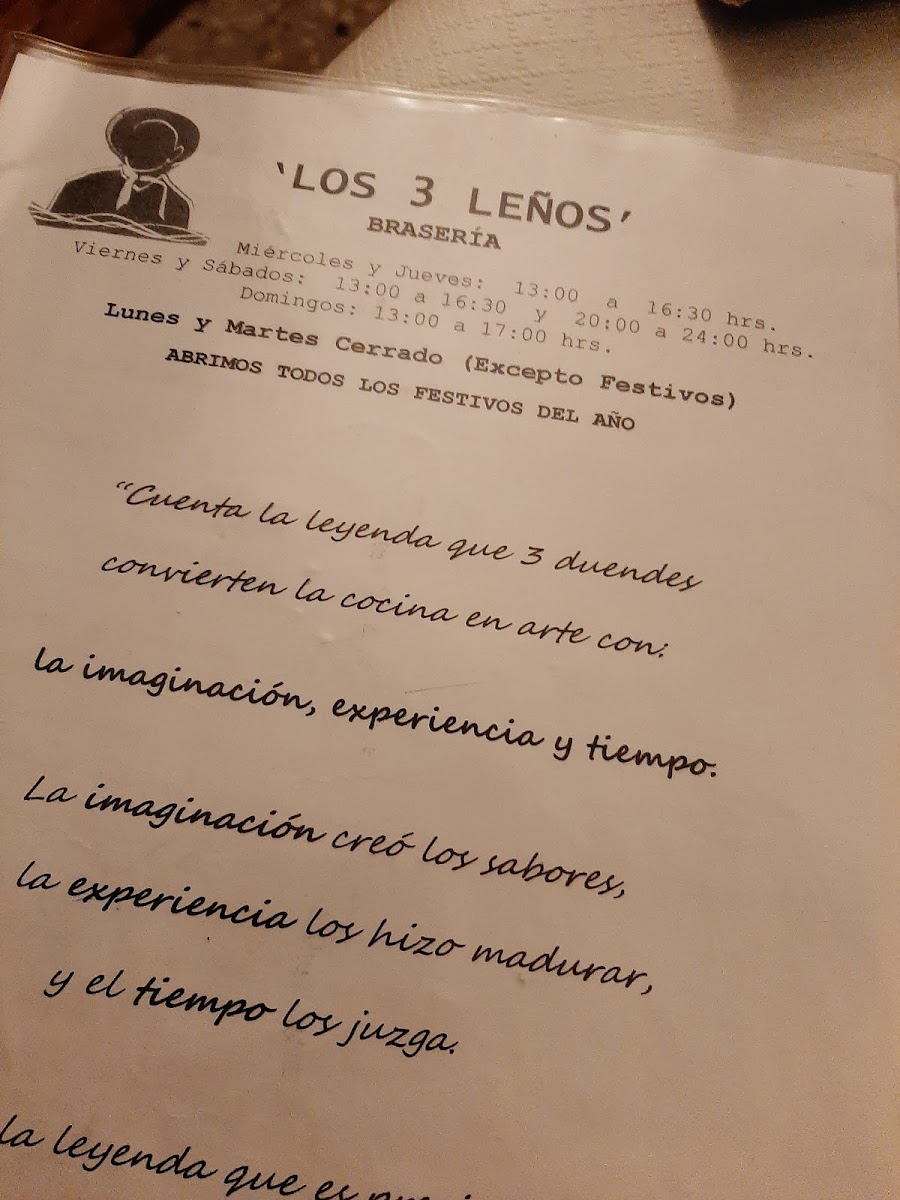 ‘LOS 3 LEÑOS’
BRASERÍA
Miércoles y Jueves: 13:00 a 16:30 hrs.
Viernes y Sábados: 13:00 a 16:30 y 20:00 a 24:00 hrs.
Domingos: 13:00 a 17:00 hrs.
Lunes y Martes Cerrado (Excepto Festivos)
ABRIMOS TODOS LOS FESTIVOS DEL AÑO
“Cuenta la leyenda que 3 duendes
convierten la cocina en arte con:
la imaginación, experiencia y tiempo.
La imaginación creó los sabores,
la experiencia los hizo madurar,
y el tiempo los juzga.
la leyenda que es